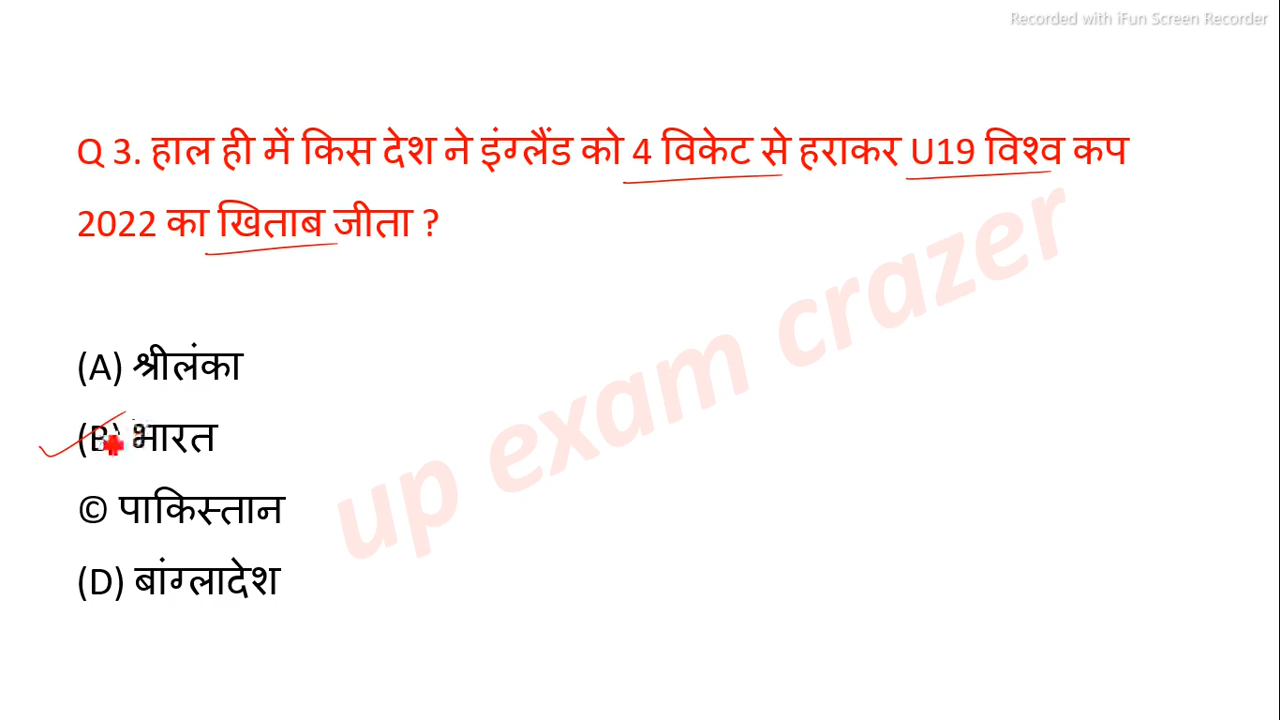 Recorded with iFun Screen Recorder
Q 3. हाल ही में किस देश ने इंग्लैंड को 4 विकेट से हराकर U19 विश्व कप
2022 का खिताब जीता ?
(A) श्रीलंका
(B) भारत
© पाकिस्तान
(D) बांग्लादेश
up exam crazer